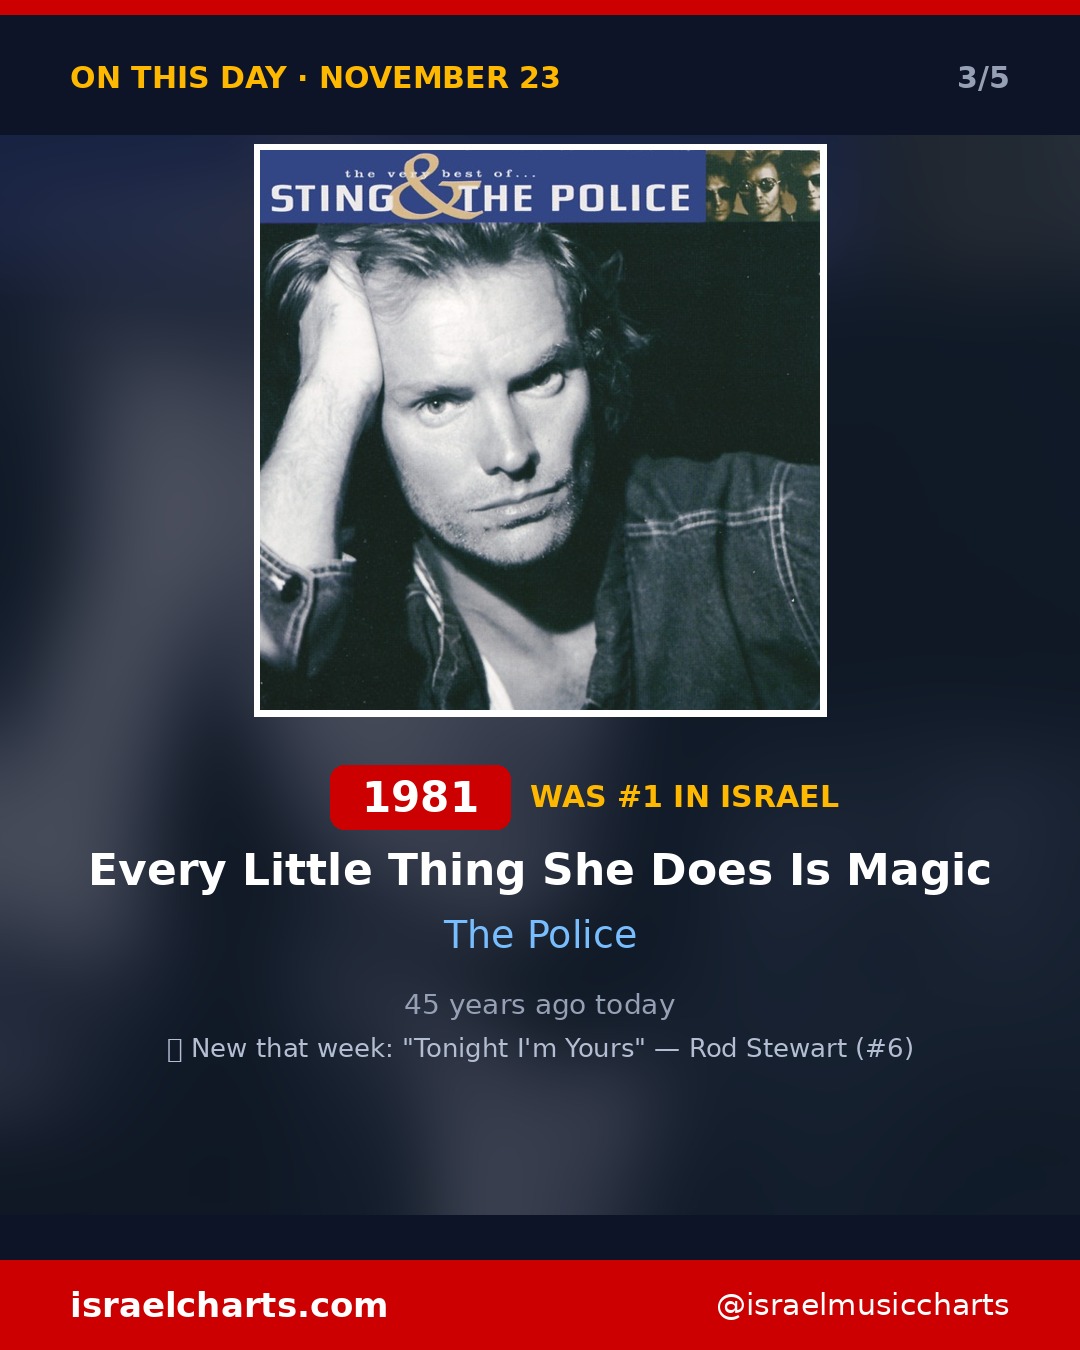 ON THIS DAY · NOVEMBER 23
3/5
the very best of...
STING & THE POLICE
1981
WAS #1 IN ISRAEL
Every Little Thing She Does Is Magic
The Police
45 years ago today
New that week: "Tonight I'm Yours" — Rod Stewart (#6)
israelcharts.com
@israelmusiccharts